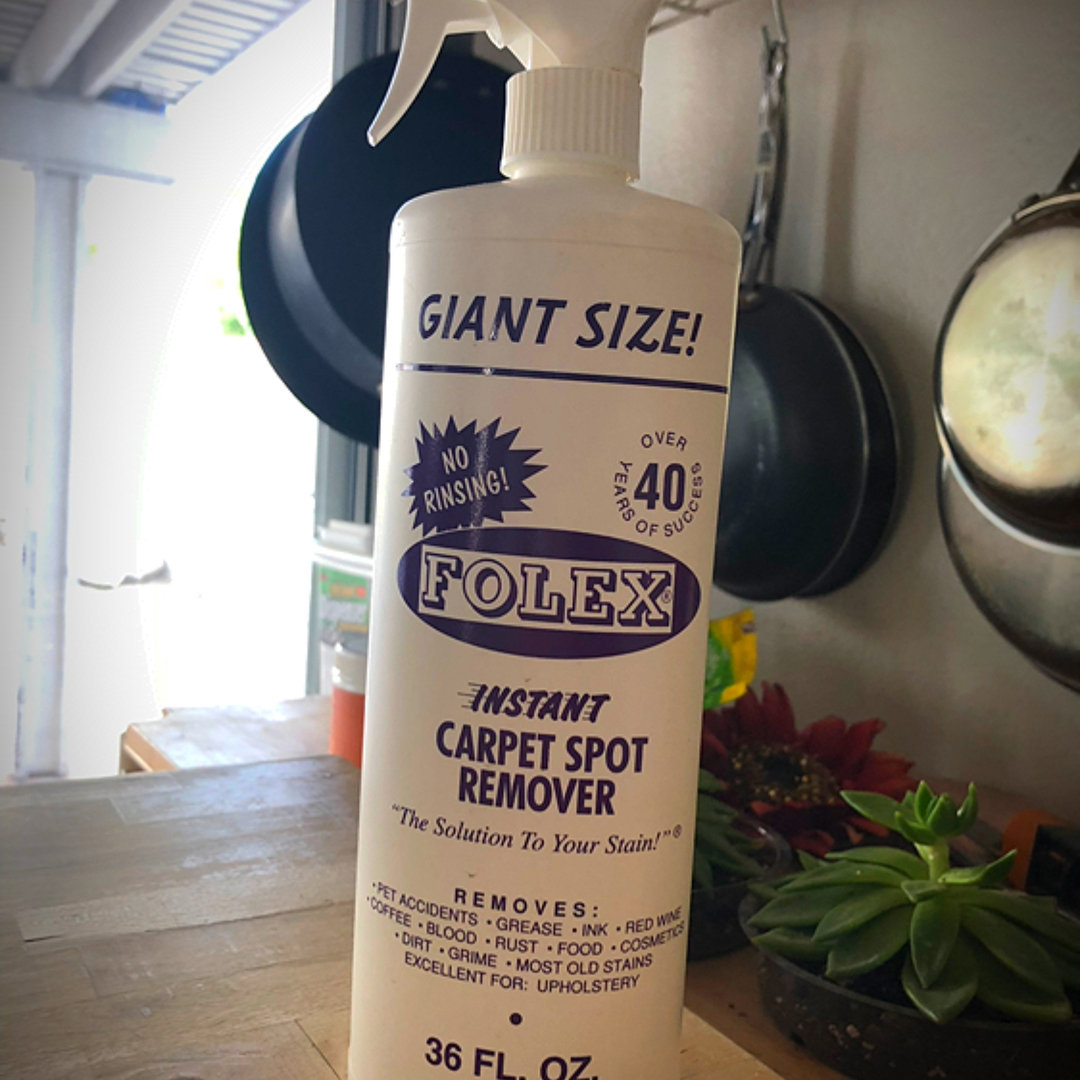 GIANT SIZE!
NO
RINSING!
OVER
40
YEARS OF SUCCESS
FOLEX®
INSTANT
CARPET SPOT
REMOVER
"The Solution To Your Stain!"®
REMOVES:
• PET ACCIDENTS • GREASE • INK • RED WINE
• COFFEE • BLOOD • RUST • FOOD • COSMETICS
• DIRT • GRIME • MOST OLD STAINS
EXCELLENT FOR: UPHOLSTERY
•
36 FL. OZ.